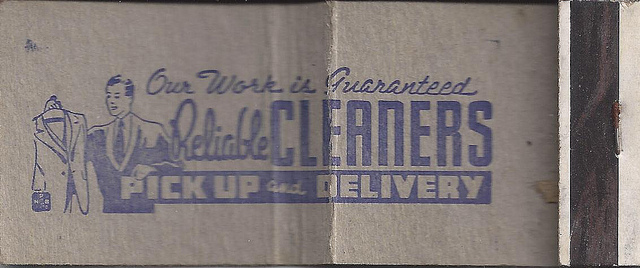 Our Work is Guaranteed
Reliable CLEANERS
PICK UP and DELIVERY